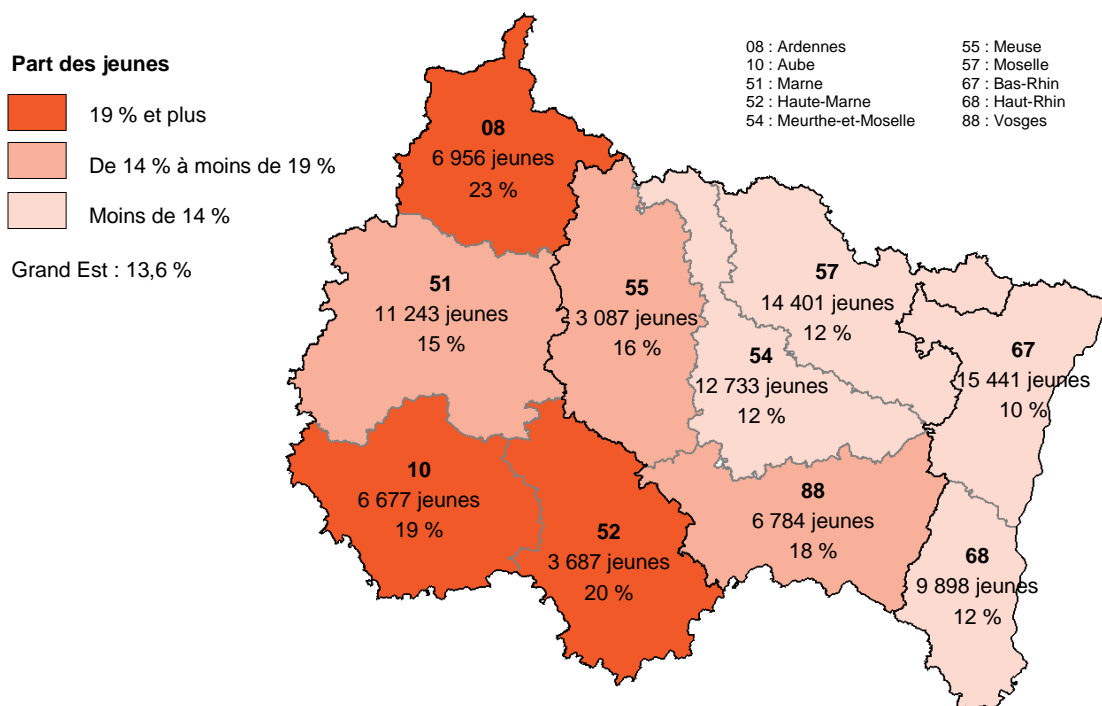 Part des jeunes
19 % et plus
De 14 % à moins de 19 %
Moins de 14 %
Grand Est : 13,6 %
08 : Ardennes
10 : Aube
51 : Marne
52 : Haute-Marne
54 : Meurthe-et-Moselle
55 : Meuse
57 : Moselle
67 : Bas-Rhin
68 : Haut-Rhin
88 : Vosges
08
6 956 jeunes
23 %
51
11 243 jeunes
15 %
55
3 087 jeunes
16 %
57
14 401 jeunes
12 %
54
12 733 jeunes
12 %
67
15 441 jeunes
10 %
10
6 677 jeunes
19 %
52
3 687 jeunes
20 %
88
6 784 jeunes
18 %
68
9 898 jeunes
12 %